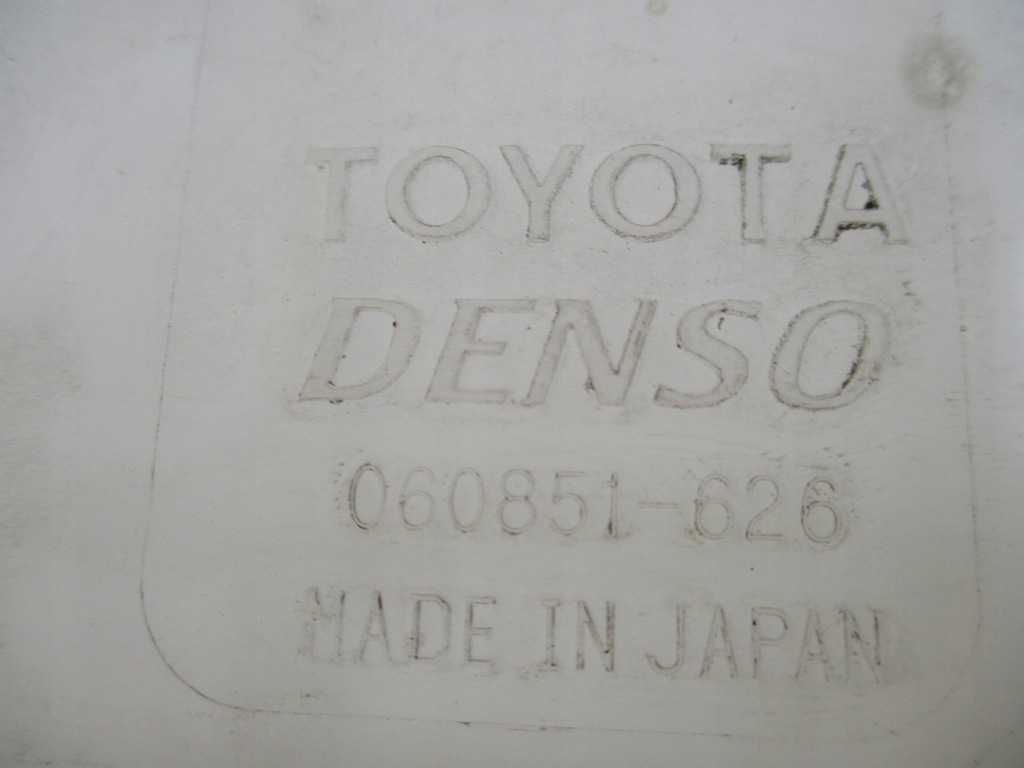 TOYOTA
DENSO
060851-626
MADE IN JAPAN